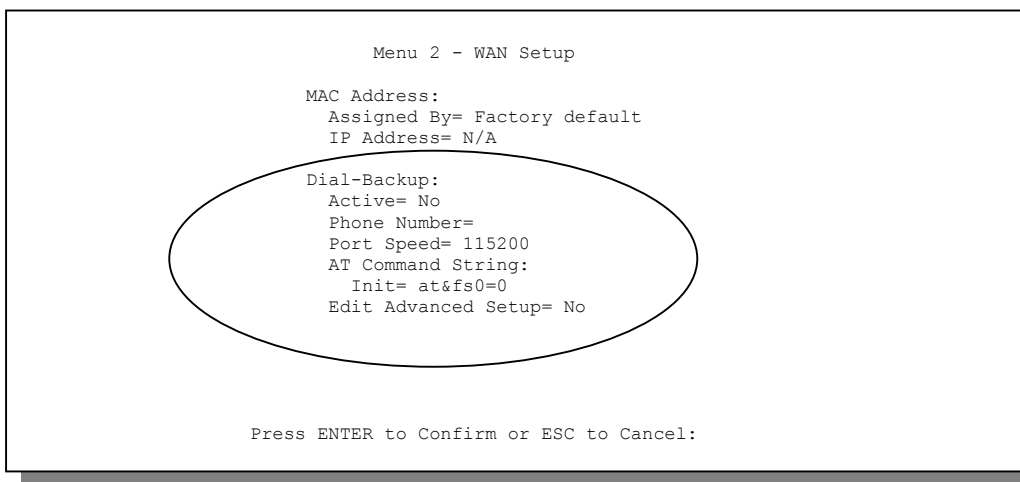 Menu 2 - WAN Setup
MAC Address:
Assigned By= Factory default
IP Address= N/A
Dial-Backup:
Active= No
Phone Number=
Port Speed= 115200
AT Command String:
Init= at&fs0=0
Edit Advanced Setup= No
Press ENTER to Confirm or ESC to Cancel: